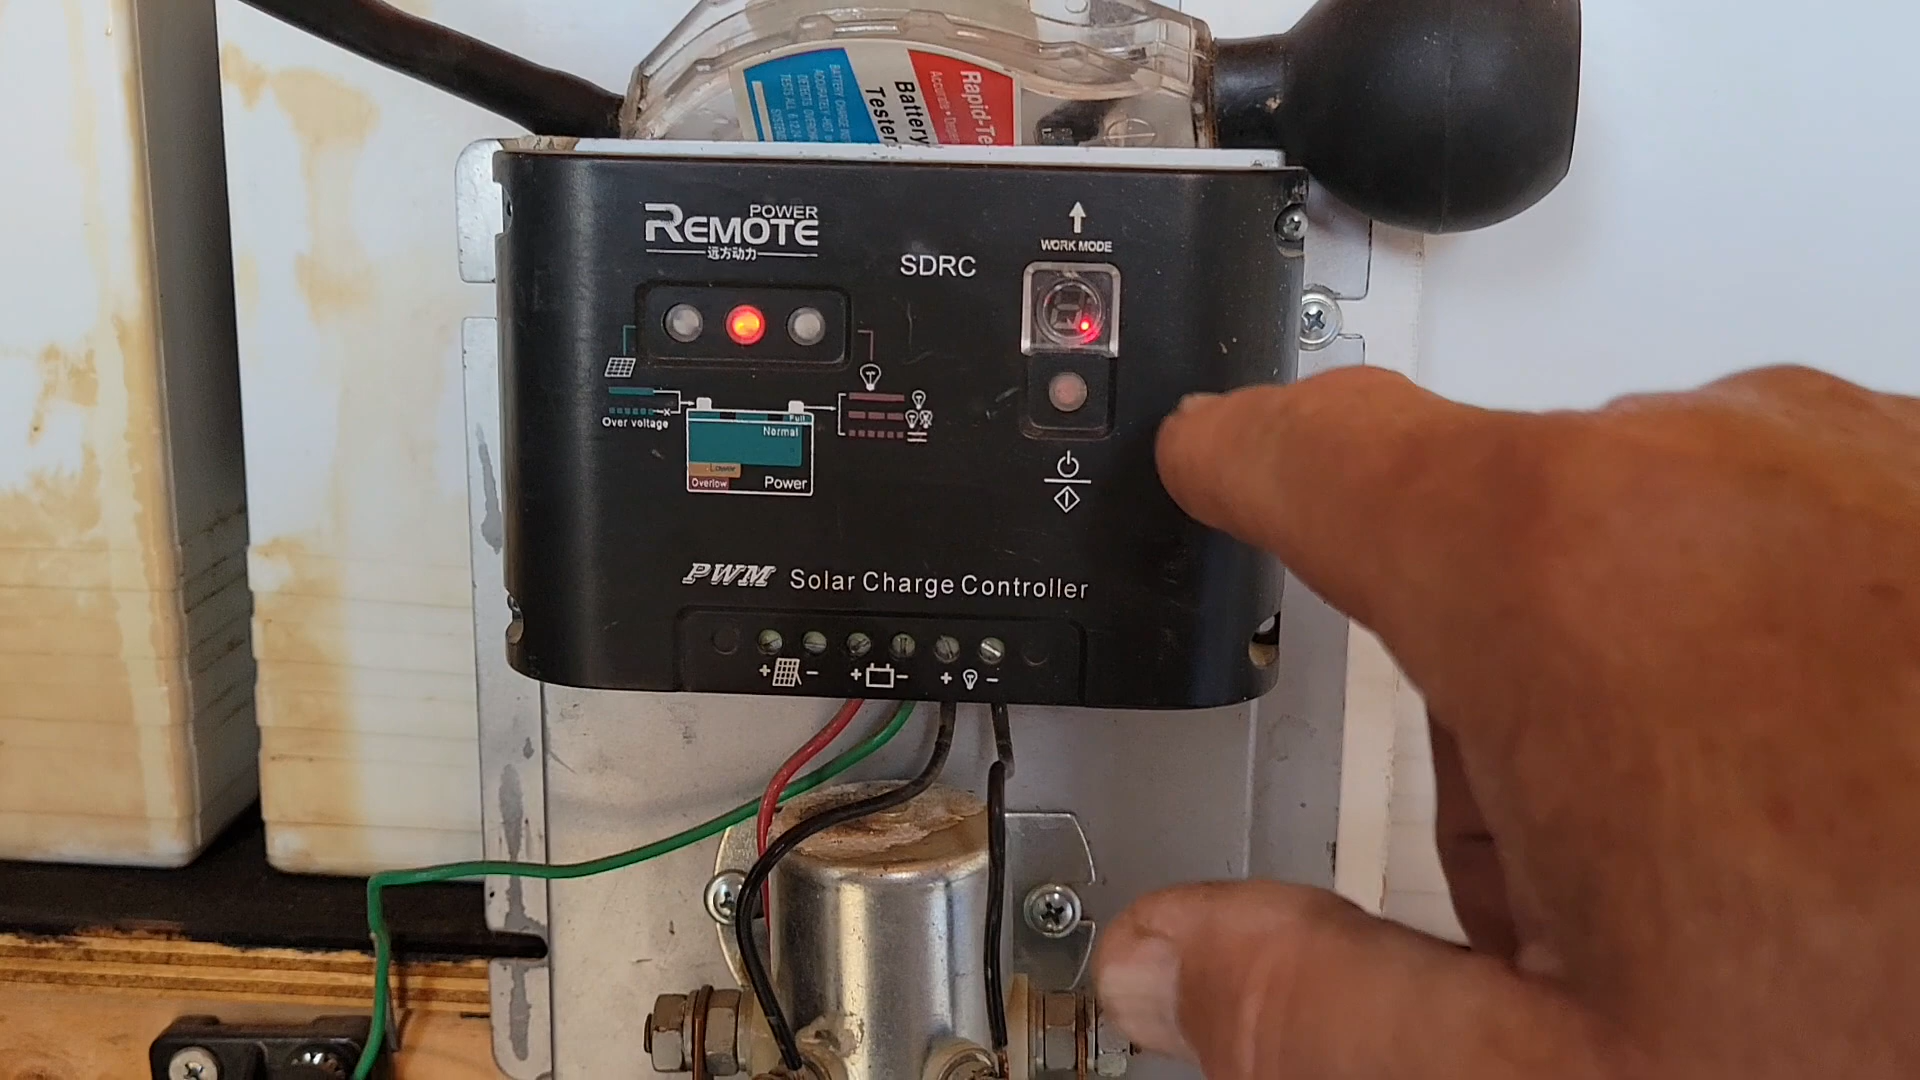 Rapid-Te
Battery
Tester
POWER
REMOTE
远方动力
SDRC
WORK MODE
Over voltage
Full
Normal
Lower
Overlow
Power
PWM Solar Charge Controller
+ - + - + -